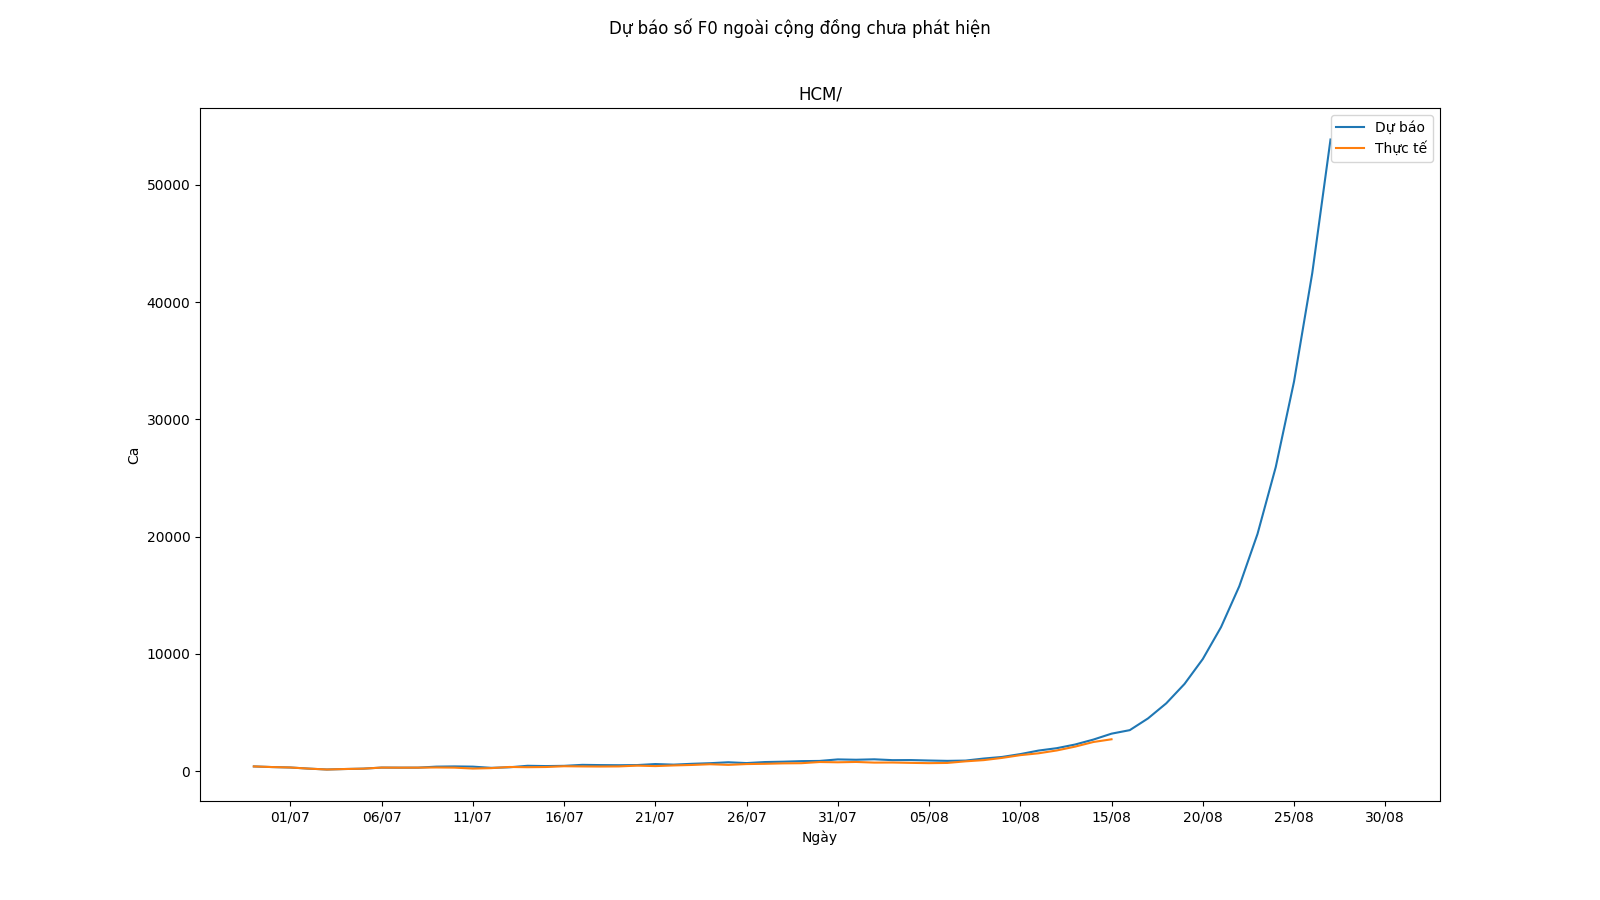 Dự báo số F0 ngoài cộng đồng chưa phát hiện
HCM/
Dự báo
Thực tế
50000
40000
30000
20000
10000
0
Ca
01/07 06/07 11/07 16/07 21/07 26/07 31/07 05/08 10/08 15/08 20/08 25/08 30/08
Ngày